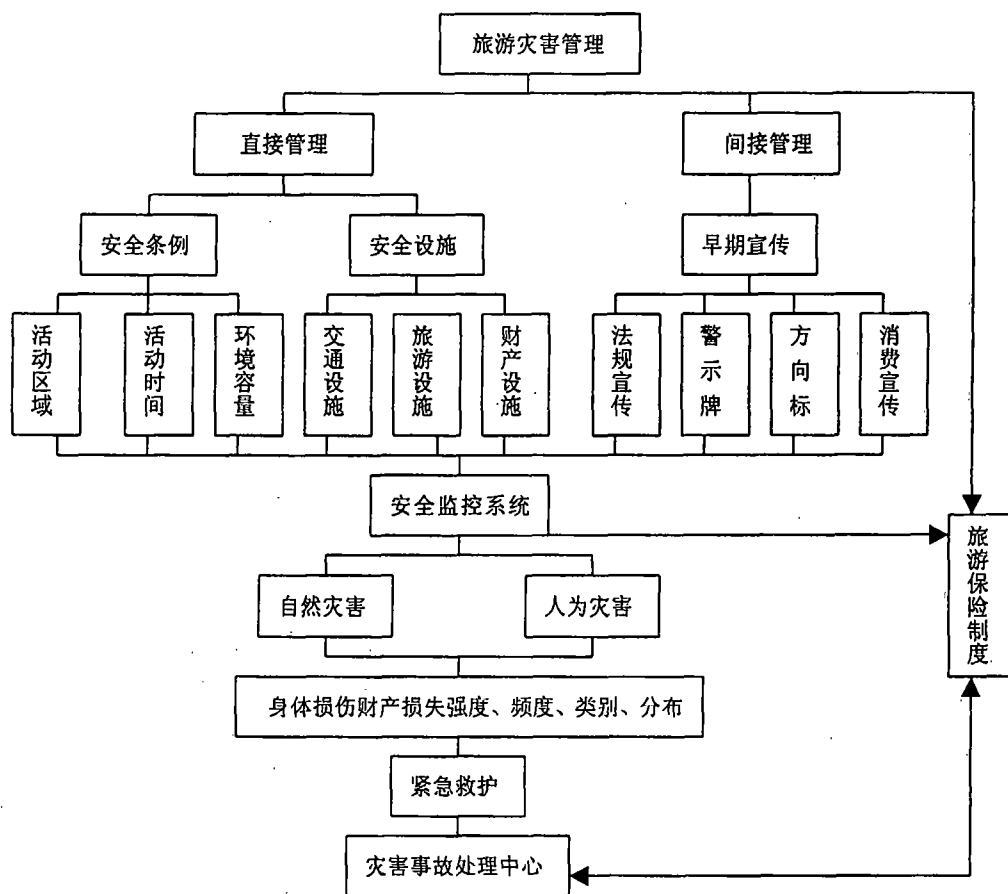 旅游灾害管理
直接管理
间接管理
安全条例
安全设施
早期宣传
活动区域
活动时间
环境容量
交通设施
旅游设施
财产设施
法规宣传
警示牌
方向标
消费宣传
安全监控系统
旅游保险制度
自然灾害
人为灾害
身体损伤财产损失强度、频度、类别、分布
紧急救护
灾害事故处理中心